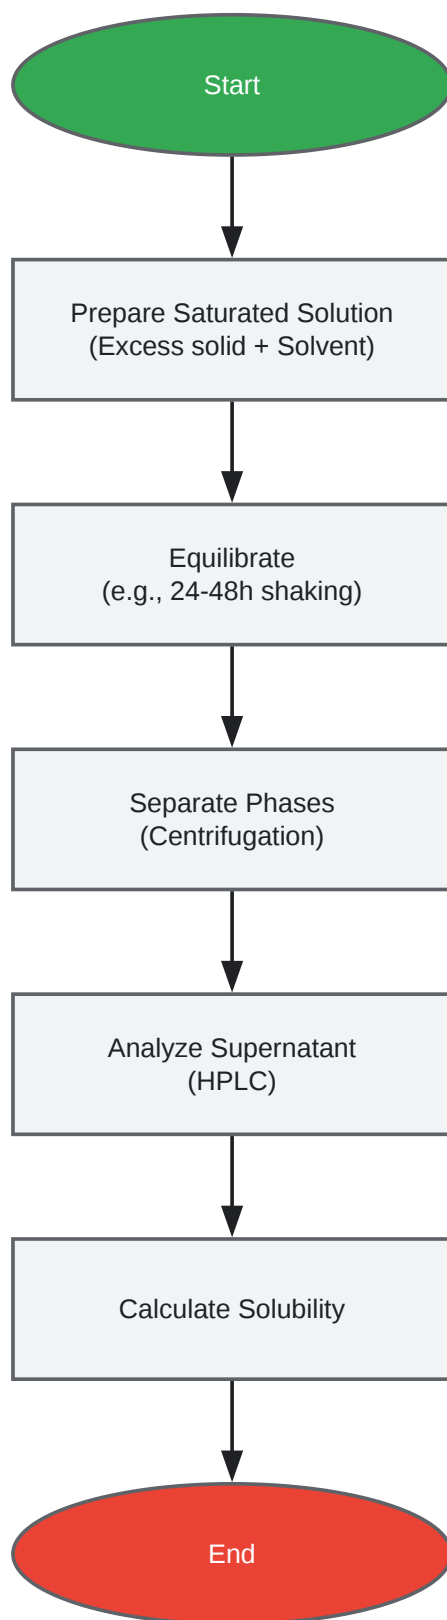 Start
Prepare Saturated Solution
(Excess solid + Solvent)
Equilibrate
(e.g., 24-48h shaking)
Separate Phases
(Centrifugation)
Analyze Supernatant
(HPLC)
Calculate Solubility
End